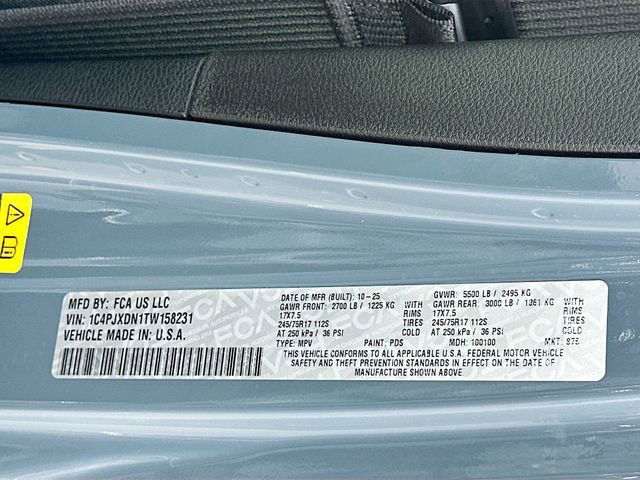 MFD BY: FCA US LLC
VIN: 1C4PJXDN1TW158231
VEHICLE MADE IN: U.S.A.
DATE OF MFR (BUILT): 10-25 GVWR: 5500 LB / 2495 KG
GAWR FRONT: 2700 LB / 1225 KG WITH GAWR REAR: 3000 LB / 1361 KG WITH
17X7.5 RIMS 17X7.5 RIMS
245/75R17 112S TIRES 245/75R17 112S TIRES
AT 250 kPa / 36 PSI COLD AT 250 kPa / 36 PSI COLD
TYPE: MPV PAINT: PDS MDH: 100100 MKT:
THIS VEHICLE CONFORMS TO ALL APPLICABLE U.S.A. FEDERAL MOTOR VEHICLE
SAFETY AND THEFT PREVENTION STANDARDS IN EFFECT ON THE DATE OF
MANUFACTURE SHOWN ABOVE.